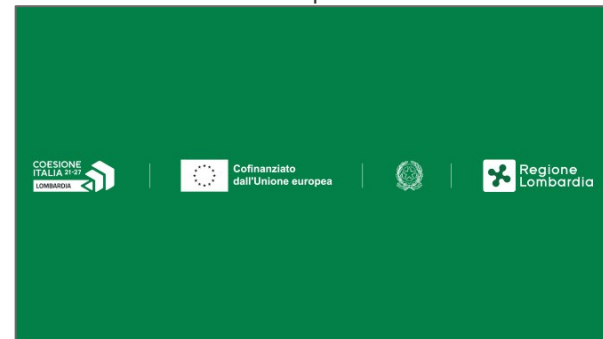 COESIONE
ITALIA 21-27
LOMBARDIA
Cofinanziato
dall'Unione europea
Regione
Lombardia